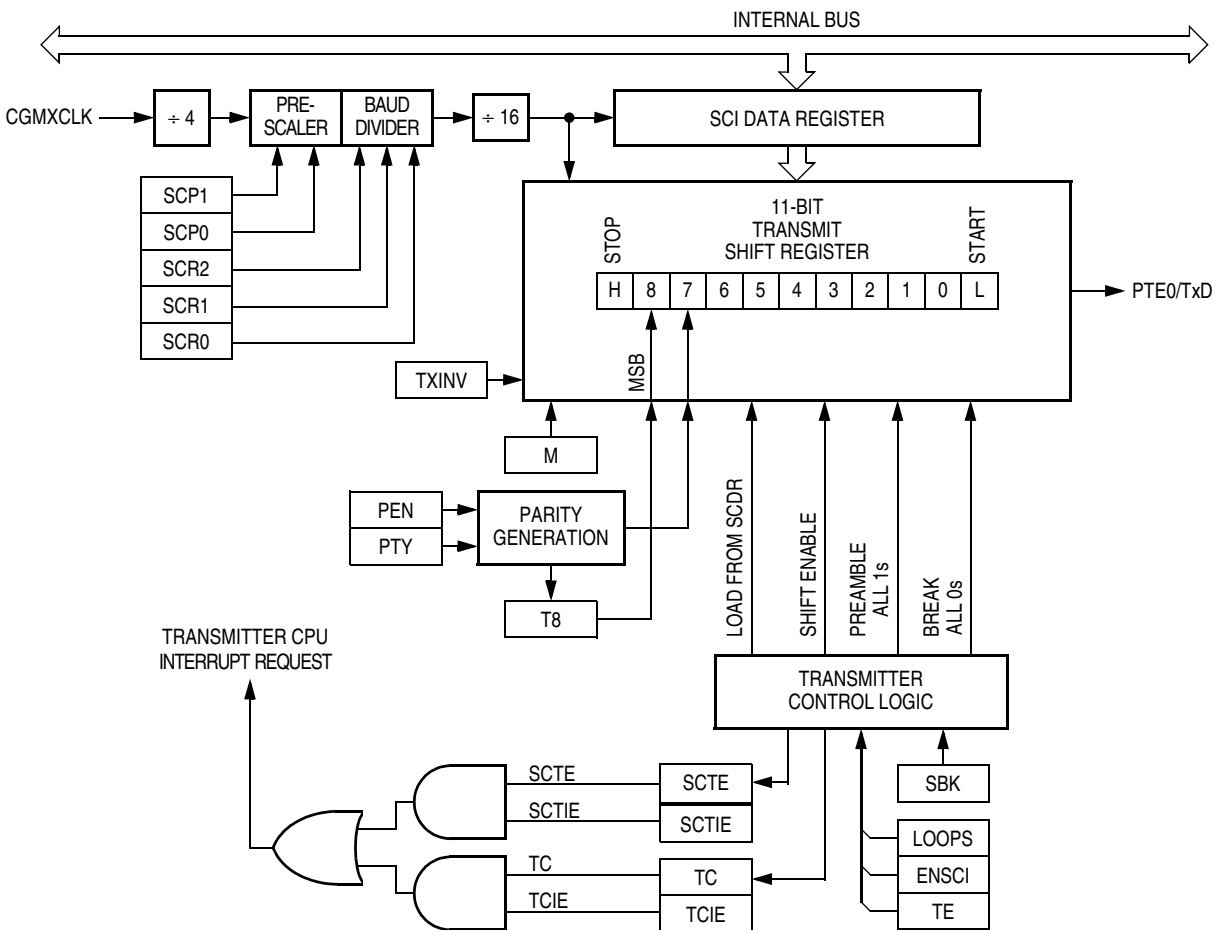 INTERNAL BUS
CGMXCLK
÷ 4
PRE-
SCALER
BAUD
DIVIDER
÷ 16
SCI DATA REGISTER
SCP1
SCP0
SCR2
SCR1
SCR0
11-BIT
TRANSMIT
SHIFT REGISTER
STOP
START
H 8 7 6 5 4 3 2 1 0 L
PTE0/TxD
TXINV
MSB
M
PEN
PTY
PARITY
GENERATION
T8
LOAD FROM SCDR
SHIFT ENABLE
PREAMBLE
ALL 1s
BREAK
ALL 0s
TRANSMITTER CPU
INTERRUPT REQUEST
TRANSMITTER
CONTROL LOGIC
SCTE
SCTIE
SCTE
SCTIE
TC
TCIE
TC
TCIE
SBK
LOOPS
ENSCI
TE